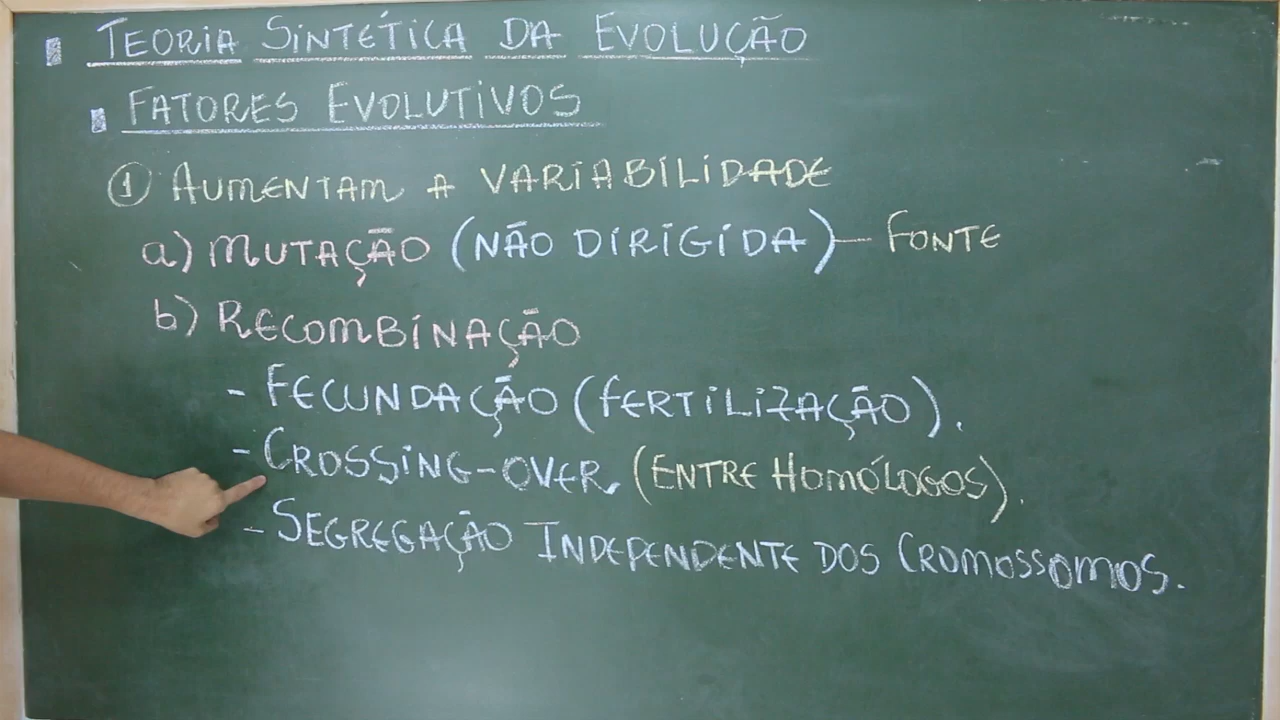 TEORIA SINTÉTICA DA EVOLUÇÃO
FATORES EVOLUTIVOS
① AUMENTAM A VARIABILIDADE
a) MUTAÇÃO (NÃO DIRIGIDA) — FONTE
b) RECOMBINAÇÃO
- FECUNDAÇÃO (FERTILIZAÇÃO).
- CROSSING-OVER (ENTRE HOMÓLOGOS).
- SEGREGAÇÃO INDEPENDENTE DOS CROMOSSOMOS.